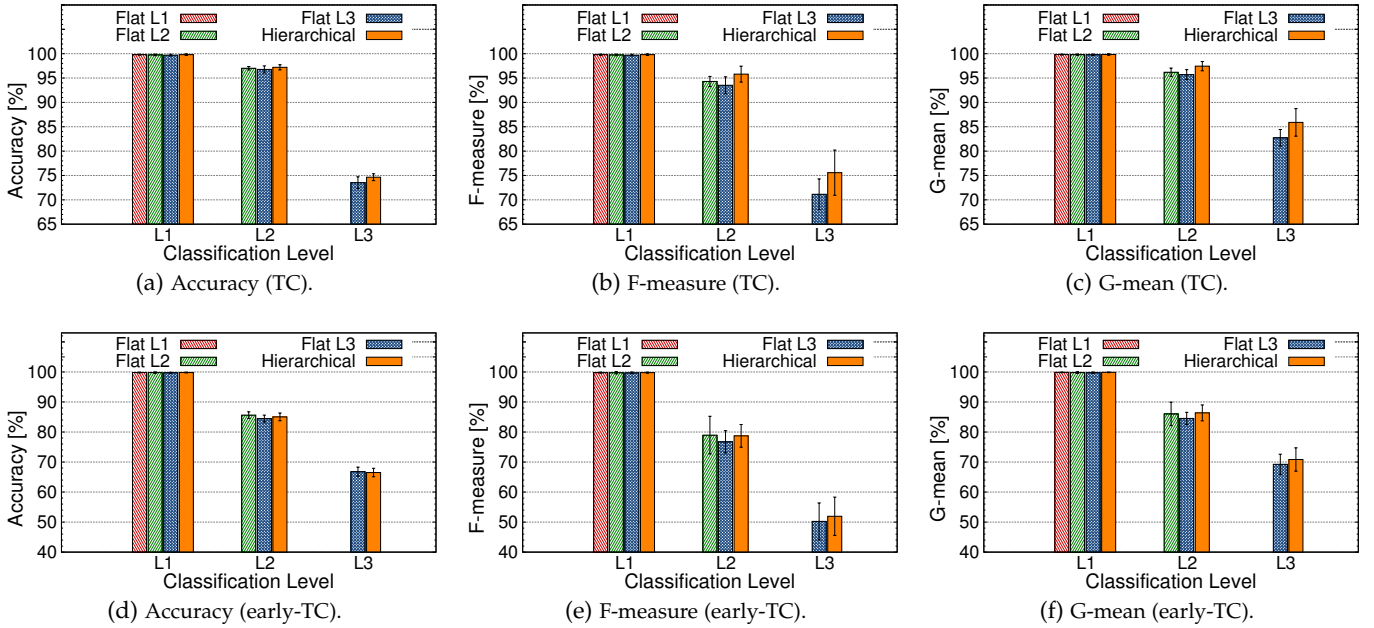 Flat L1
Flat L2
Flat L3
Hierarchical
Accuracy [%]
100
95
90
85
80
75
70
65
L1 L2 L3
Classification Level
(a) Accuracy (TC).
Flat L1
Flat L2
Flat L3
Hierarchical
F-measure [%]
100
95
90
85
80
75
70
65
L1 L2 L3
Classification Level
(b) F-measure (TC).
Flat L1
Flat L2
Flat L3
Hierarchical
G-mean [%]
100
95
90
85
80
75
70
65
L1 L2 L3
Classification Level
(c) G-mean (TC).
Flat L1
Flat L2
Flat L3
Hierarchical
Accuracy [%]
100
90
80
70
60
50
40
L1 L2 L3
Classification Level
(d) Accuracy (early-TC).
Flat L1
Flat L2
Flat L3
Hierarchical
F-measure [%]
100
90
80
70
60
50
40
L1 L2 L3
Classification Level
(e) F-measure (early-TC).
Flat L1
Flat L2
Flat L3
Hierarchical
G-mean [%]
100
90
80
70
60
50
40
L1 L2 L3
Classification Level
(f) G-mean (early-TC).